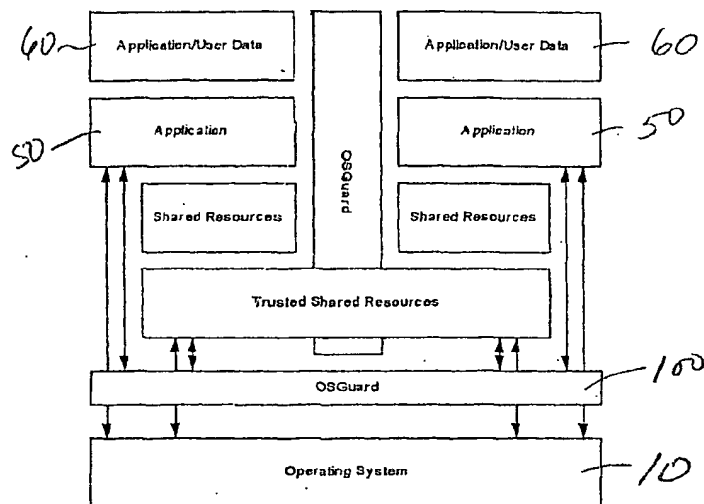 60 Application/User Data Application/User Data 60
50 Application Application 50
OSGuard
Shared Resources Shared Resources
Trusted Shared Resources
OSGuard 100
Operating System 10